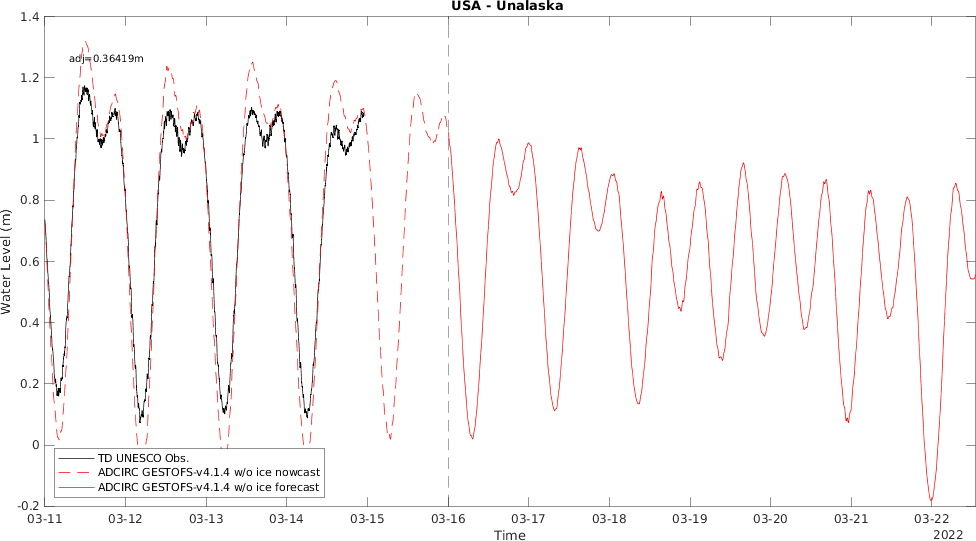 USA - Unalaska
1.4
1.2
1
0.8
0.6
0.4
0.2
0
-0.2
Water Level (m)
adj=0.36419m
TD UNESCO Obs.
ADCIRC GESTOFS-v4.1.4 w/o ice nowcast
ADCIRC GESTOFS-v4.1.4 w/o ice forecast
03-11 03-12 03-13 03-14 03-15 03-16 03-17 03-18 03-19 03-20 03-21 03-22
Time
2022